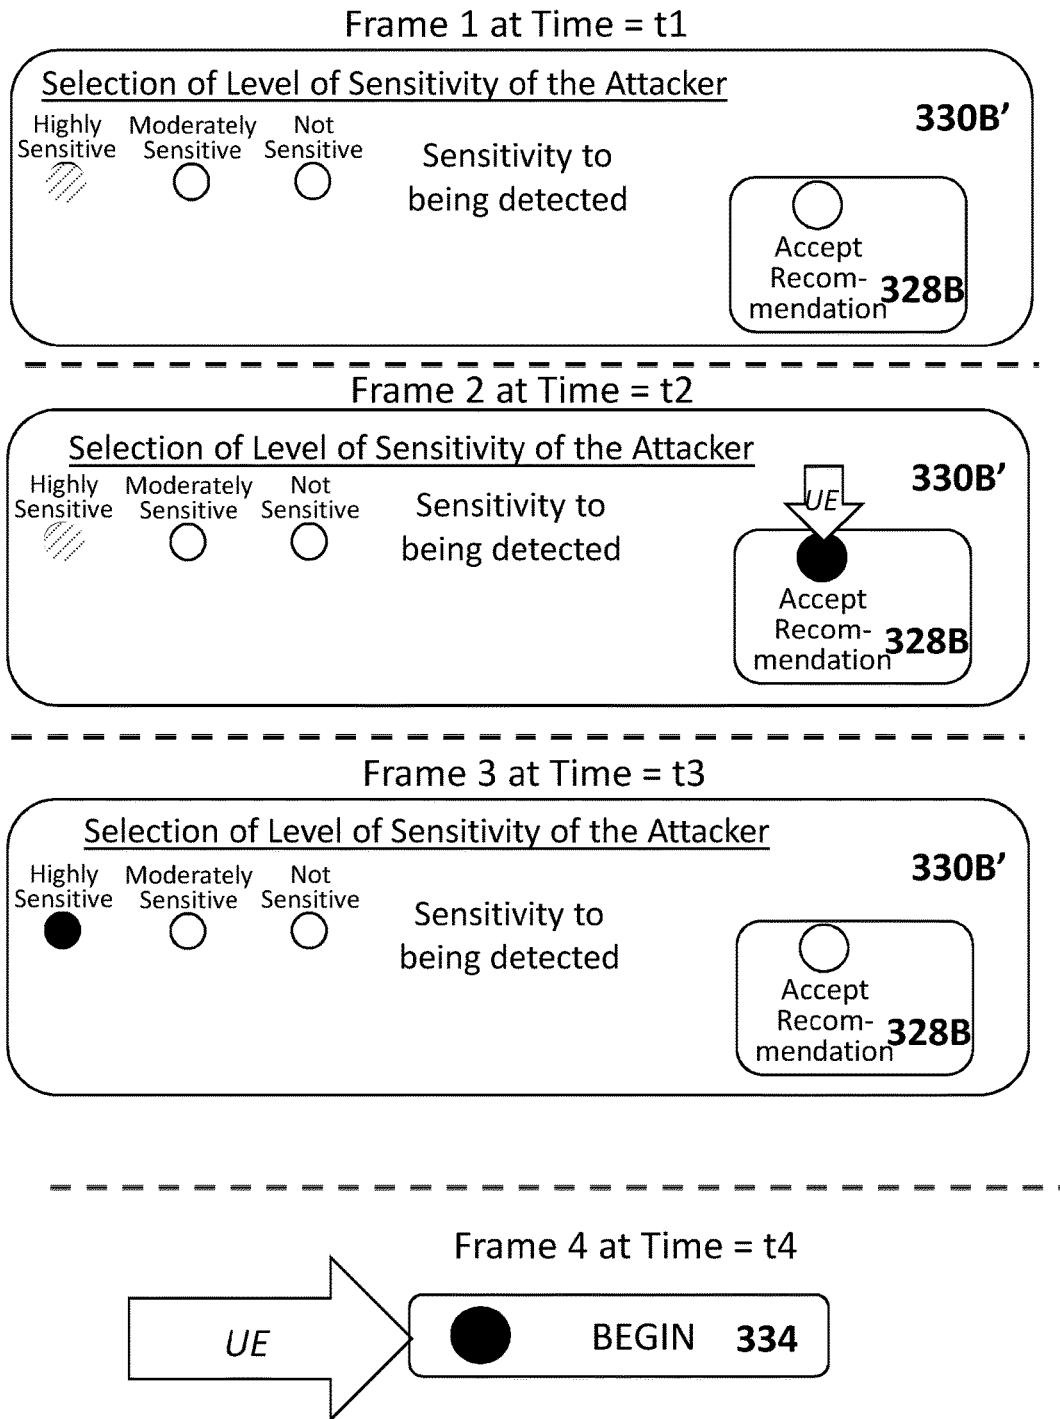 Frame 1 at Time = t1
Selection of Level of Sensitivity of the Attacker
330B’
Highly Moderately Not
Sensitive Sensitive Sensitive
Sensitivity to
being detected
Accept
Recom-
mendation 328B
Frame 2 at Time = t2
Selection of Level of Sensitivity of the Attacker
330B’
Highly Moderately Not
Sensitive Sensitive Sensitive
Sensitivity to
being detected
UE
Accept
Recom-
mendation 328B
Frame 3 at Time = t3
Selection of Level of Sensitivity of the Attacker
330B’
Highly Moderately Not
Sensitive Sensitive Sensitive
Sensitivity to
being detected
Accept
Recom-
mendation 328B
Frame 4 at Time = t4
UE
BEGIN 334